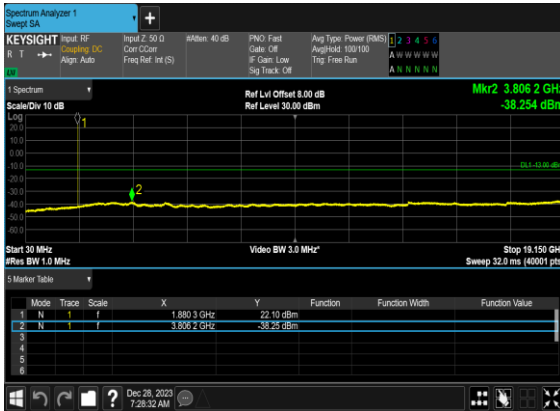 Spectrum Analyzer 1
Swept SA
KEYSIGHT
R T
Input: RF
Coupling: DC
Align: Auto
Input Z: 50 Ω
Corr CCorr
Freq Ref: Int (S)
#Atten: 40 dB
PNO: Fast
Gate: Off
IF Gain: Low
Sig Track: Off
Avg Type: Power (RMS)
Avg|Hold: 100/100
Trig: Free Run
1 2 3 4 5 6
A W W W W W
A N N N N N
1 Spectrum
Scale/Div 10 dB
Ref Lvl Offset 8.00 dB
Ref Level 30.00 dBm
Mkr2 3.806 2 GHz
-38.254 dBm
Log
20.0
10.0
0.00
-10.0
-20.0
-30.0
-40.0
-50.0
-60.0
1
2
DL1 -13.00 dBm
Start 30 MHz
#Res BW 1.0 MHz
Video BW 3.0 MHz*
Stop 19.150 GHz
Sweep 32.0 ms (40001 pts)
5 Marker Table
Mode Trace Scale X Y Function Function Width Function Value
1 N 1 f 1.880 3 GHz 22.10 dBm
2 N 1 f 3.806 2 GHz -38.25 dBm
3
4
5
6
?
Dec 28, 2023
7:28:32 AM